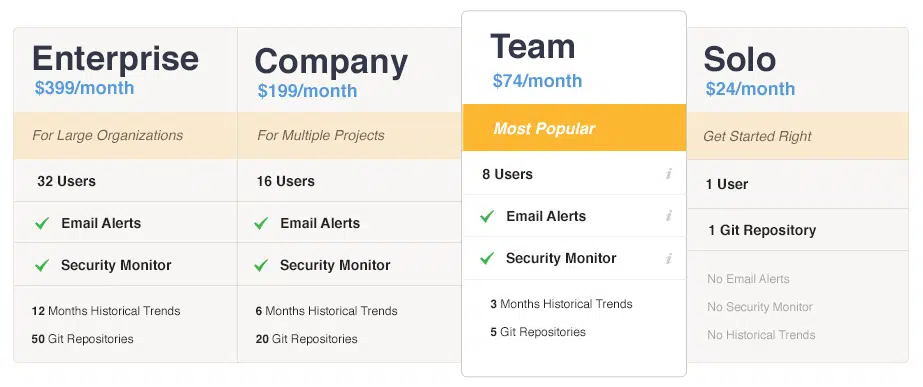 Enterprise
$399/month
For Large Organizations
32 Users
Email Alerts
Security Monitor
12 Months Historical Trends
50 Git Repositories
Company
$199/month
For Multiple Projects
16 Users
Email Alerts
Security Monitor
6 Months Historical Trends
20 Git Repositories
Team
$74/month
Most Popular
8 Users i
Email Alerts i
Security Monitor i
3 Months Historical Trends
5 Git Repositories
Solo
$24/month
Get Started Right
1 User
1 Git Repository
No Email Alerts
No Security Monitor
No Historical Trends